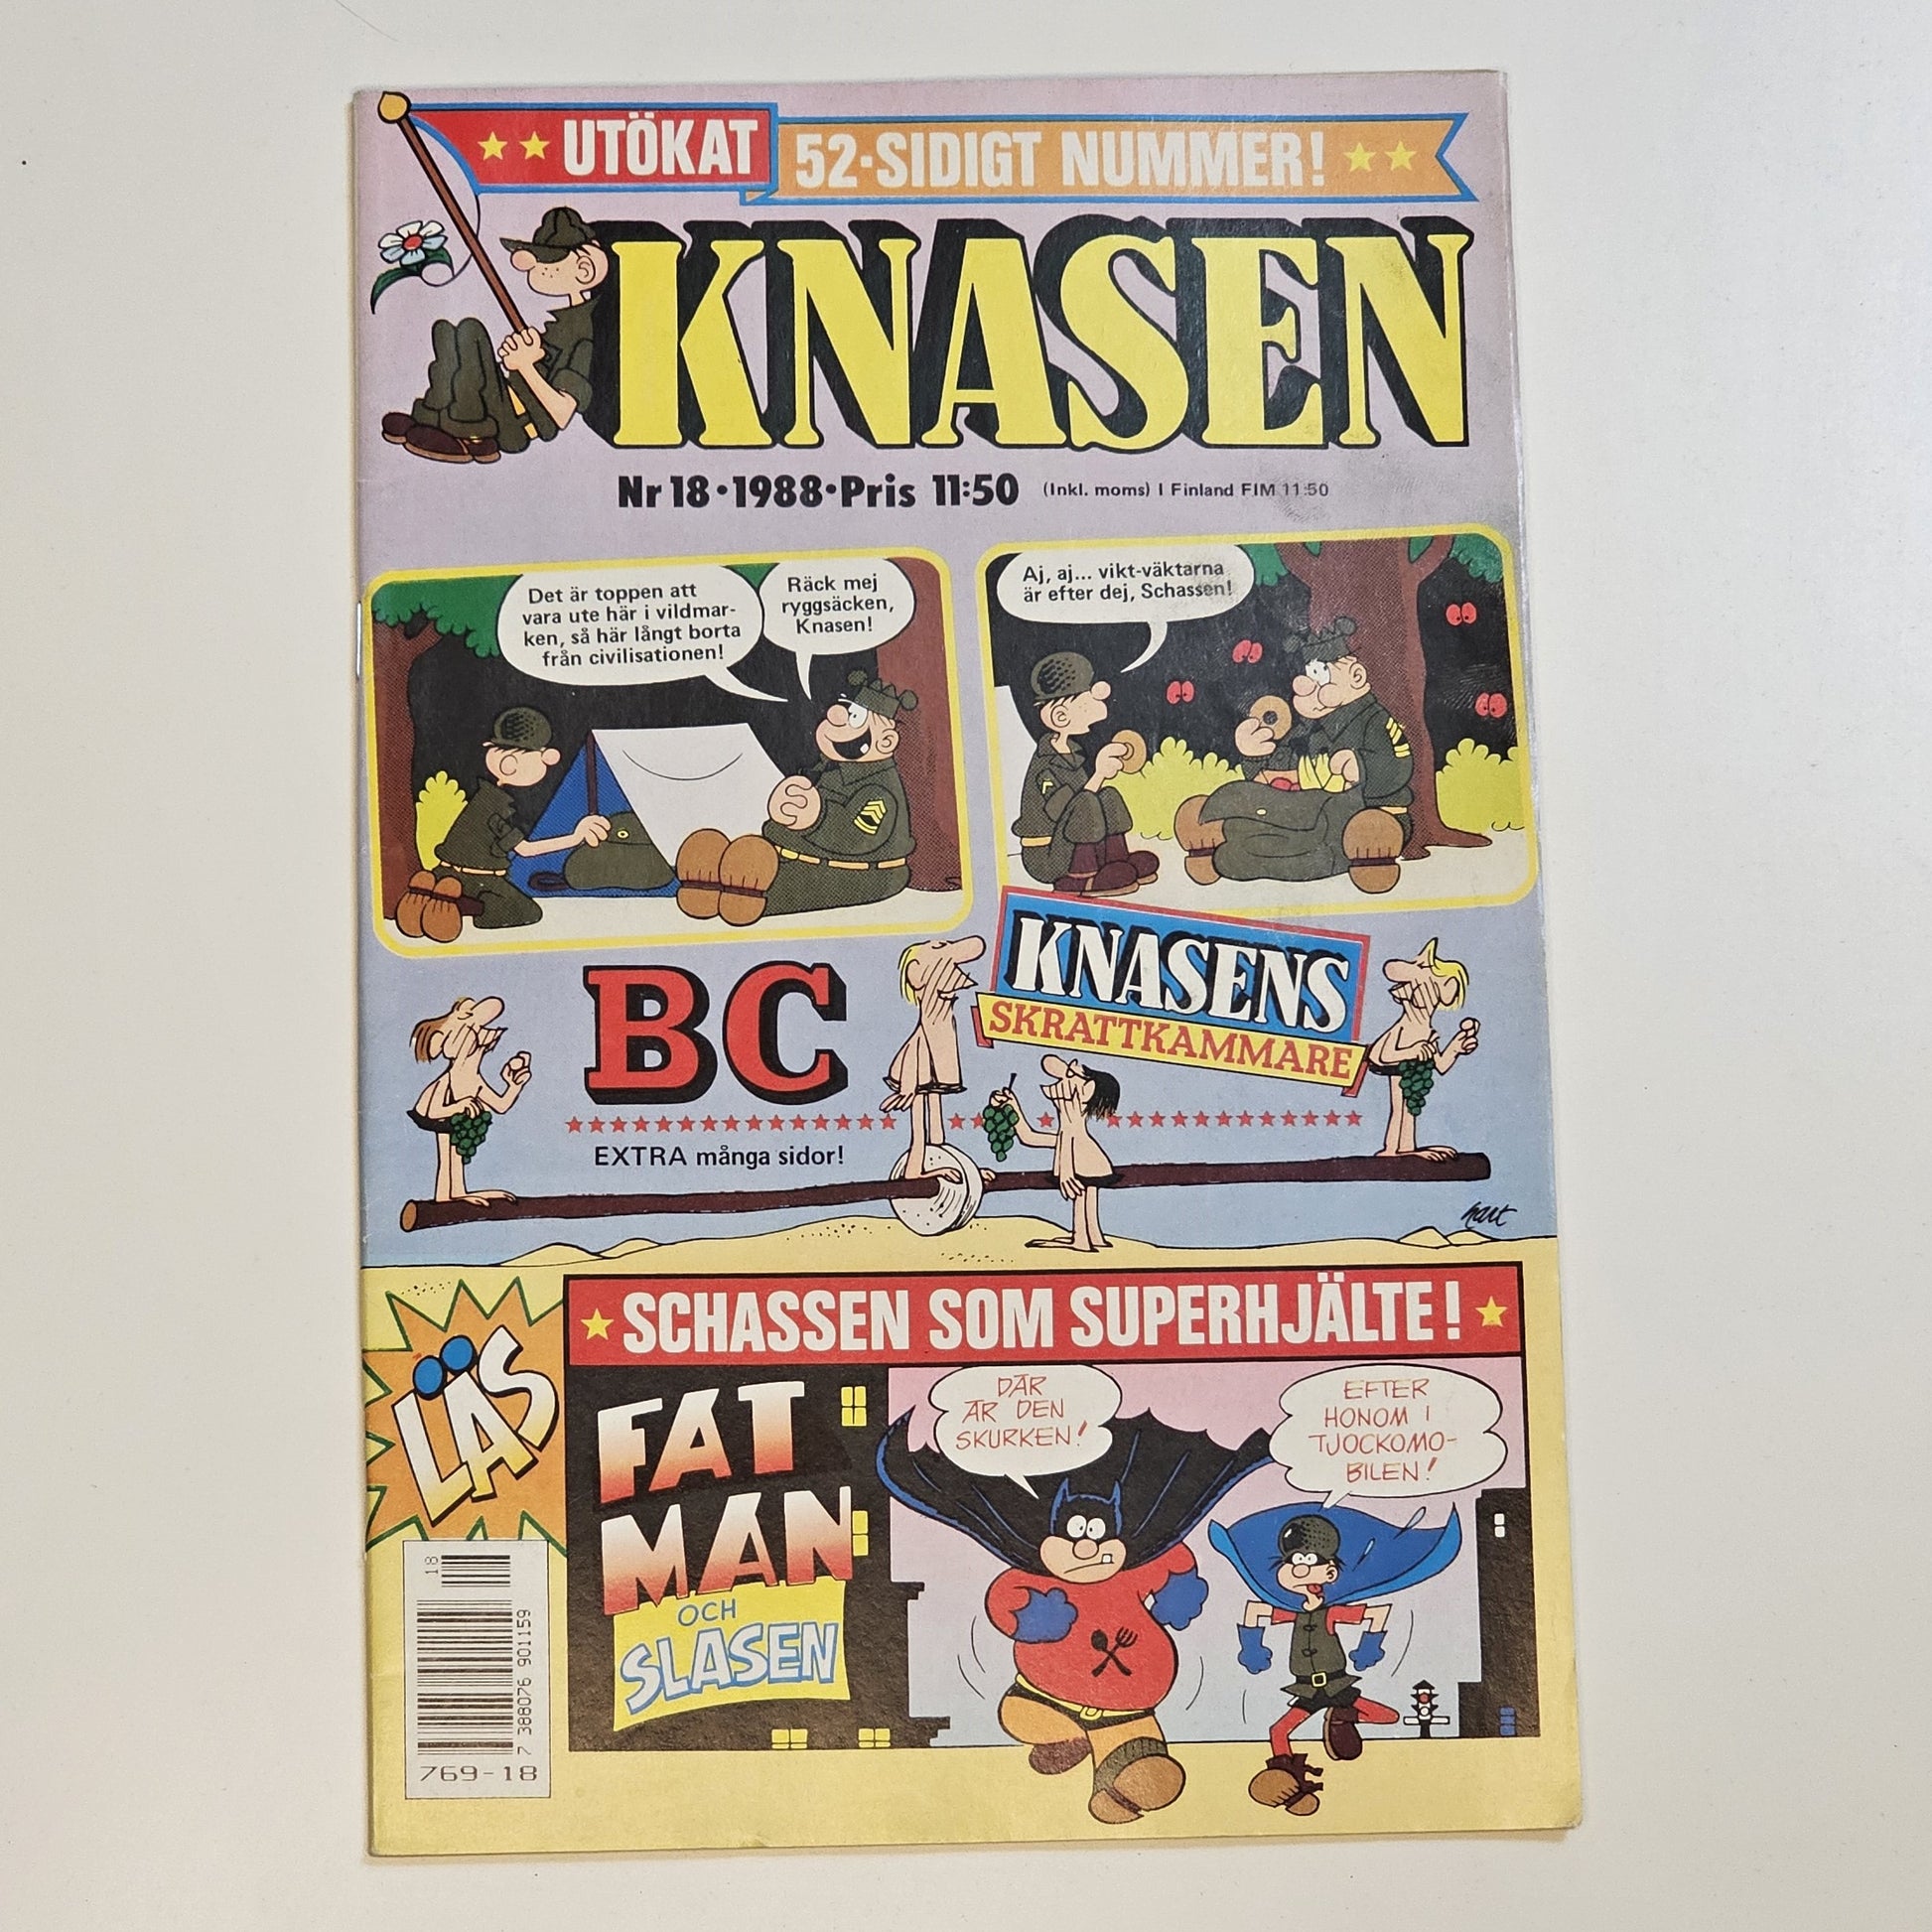 UTÖKAT 52-SIDIGT NUMMER!
KNASEN
Nr 18 • 1988 • Pris 11:50 (Inkl. moms) I Finland FIM 11:50
Det är toppen att
vara ute här i vildmar-
ken, så här långt borta
från civilisationen!
Räck mej
ryggsäcken,
Knasen!
Aj, aj... vikt-väktarna
är efter dej, Schassen!
BC
KNASENS
SKRATTKAMMARE
EXTRA många sidor!
hart
LÄS
SCHASSEN SOM SUPERHJÄLTE!
FAT
MAN
OCH
SLASEN
DÄR
ÄR DEN
SKURKEN!
EFTER
HONOM I
TJOCKOMO-
BILEN!
18
7 388076 901159
769-18